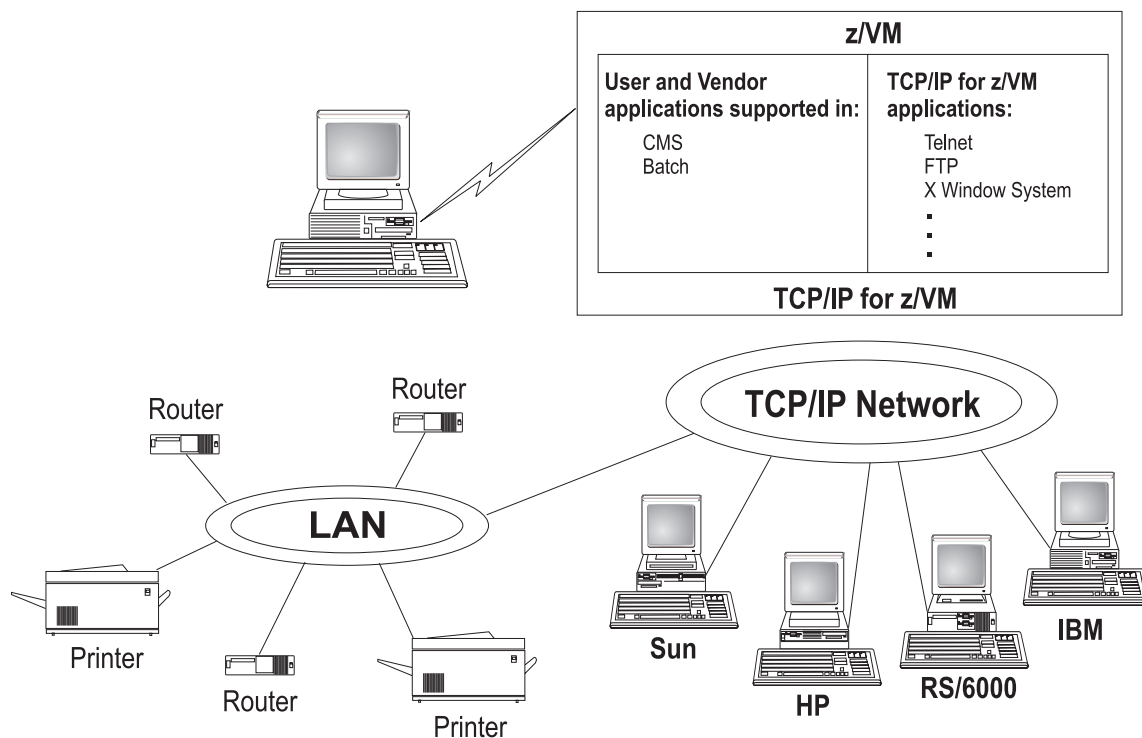 z/VM
User and Vendor
applications supported in:
CMS
Batch
TCP/IP for z/VM
applications:
Telnet
FTP
X Window System
TCP/IP for z/VM
TCP/IP Network
Router
Router
LAN
Printer
Router
Printer
Sun
HP
RS/6000
IBM